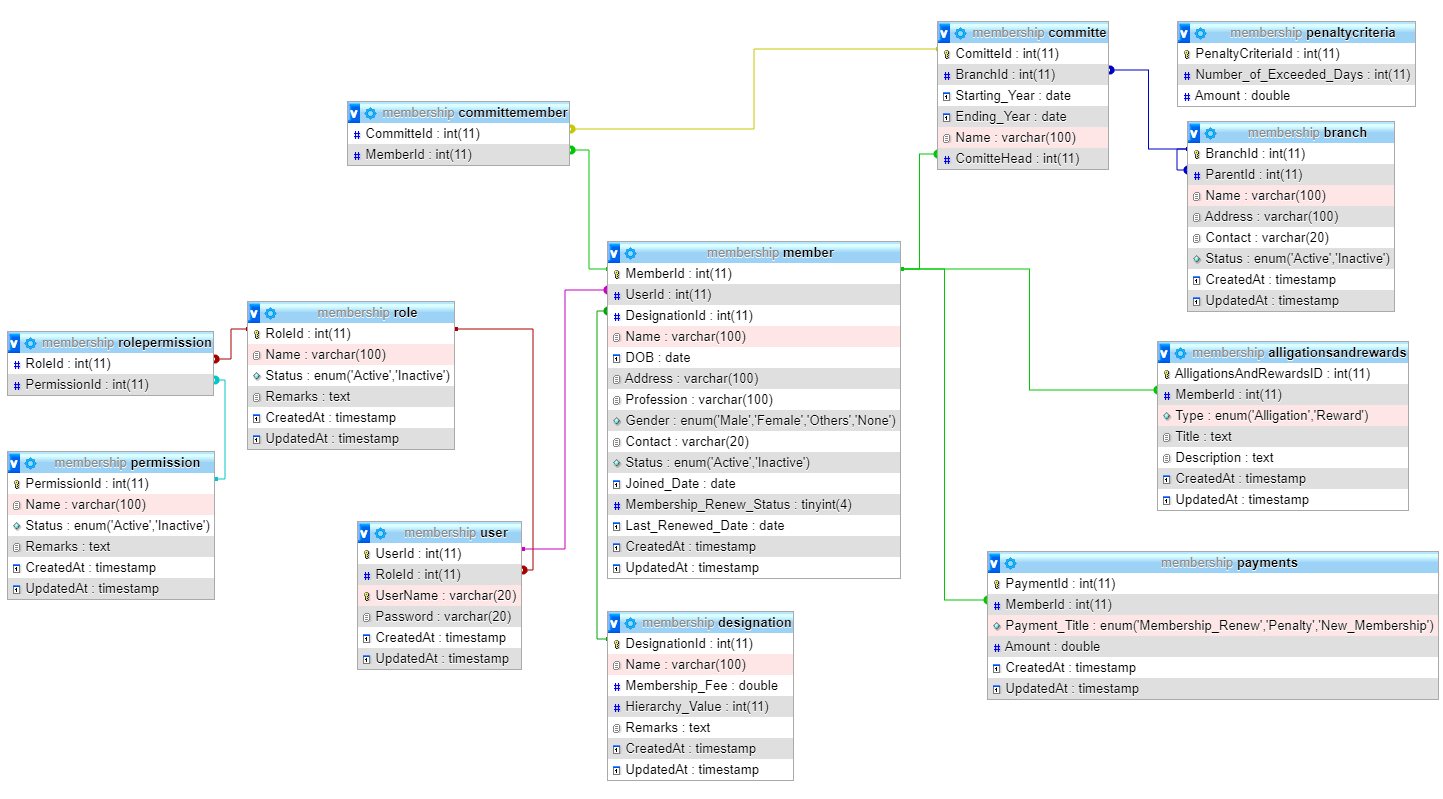 membership committe
ComitteId : int(11)
BranchId : int(11)
Starting_Year : date
Ending_Year : date
Name : varchar(100)
ComitteHead : int(11)
membership penaltycriteria
PenaltyCriteriaId : int(11)
Number_of_Exceeded_Days : int(11)
Amount : double
membership committemember
CommitteId : int(11)
MemberId : int(11)
membership branch
BranchId : int(11)
ParentId : int(11)
Name : varchar(100)
Address : varchar(100)
Contact : varchar(20)
Status : enum('Active','Inactive')
CreatedAt : timestamp
UpdatedAt : timestamp
membership member
MemberId : int(11)
UserId : int(11)
DesignationId : int(11)
Name : varchar(100)
DOB : date
Address : varchar(100)
Profession : varchar(100)
Gender : enum('Male','Female','Others','None')
Contact : varchar(20)
Status : enum('Active','Inactive')
Joined_Date : date
Membership_Renew_Status : tinyint(4)
Last_Renewed_Date : date
CreatedAt : timestamp
UpdatedAt : timestamp
membership role
RoleId : int(11)
Name : varchar(100)
Status : enum('Active','Inactive')
Remarks : text
CreatedAt : timestamp
UpdatedAt : timestamp
membership rolepermission
RoleId : int(11)
PermissionId : int(11)
membership alligationsandrewards
AlligationsAndRewardsID : int(11)
MemberId : int(11)
Type : enum('Alligation','Reward')
Title : text
Description : text
CreatedAt : timestamp
UpdatedAt : timestamp
membership permission
PermissionId : int(11)
Name : varchar(100)
Status : enum('Active','Inactive')
Remarks : text
CreatedAt : timestamp
UpdatedAt : timestamp
membership user
UserId : int(11)
RoleId : int(11)
UserName : varchar(20)
Password : varchar(20)
CreatedAt : timestamp
UpdatedAt : timestamp
membership payments
PaymentId : int(11)
MemberId : int(11)
Payment_Title : enum('Membership_Renew','Penalty','New_Membership')
Amount : double
CreatedAt : timestamp
UpdatedAt : timestamp
membership designation
DesignationId : int(11)
Name : varchar(100)
Membership_Fee : double
Hierarchy_Value : int(11)
Remarks : text
CreatedAt : timestamp
UpdatedAt : timestamp